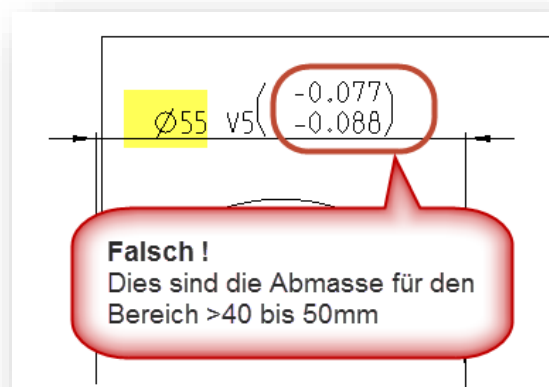 Ø55 V5( -0.077 )
-0.088
Falsch !
Dies sind die Abmasse für den
Bereich >40 bis 50mm